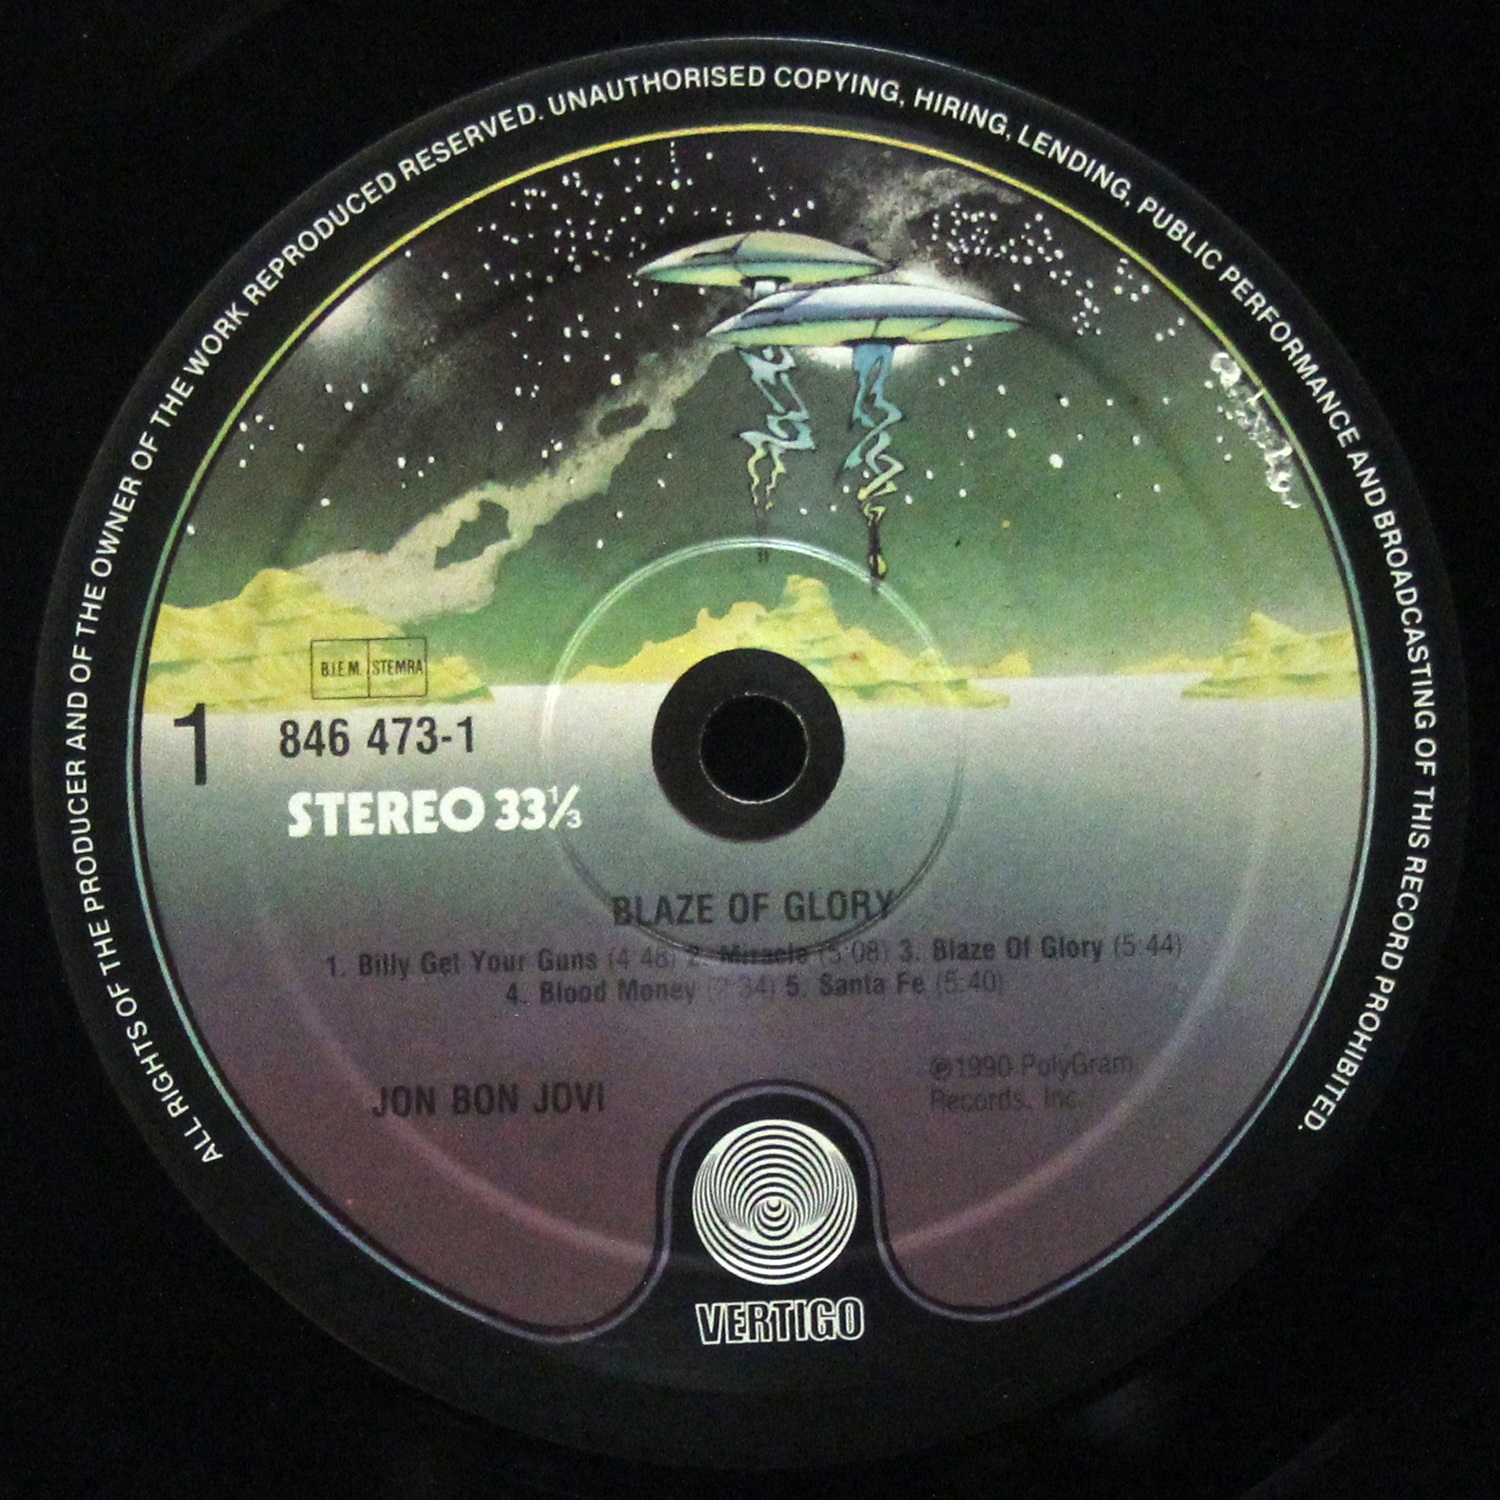 ALL RIGHTS OF THE PRODUCER AND OF THE OWNER OF THE WORK REPRODUCED RESERVED. UNAUTHORISED COPYING, HIRING, LENDING, PUBLIC PERFORMANCE AND BROADCASTING OF THIS RECORD PROHIBITED.
B.I.E.M. STEMRA
1
846 473-1
STEREO 33⅓
BLAZE OF GLORY
1. Billy Get Your Guns (4:48) 2. Miracle (5:08) 3. Blaze Of Glory (5:44)
4. Blood Money 5. Santa Fe (5:40)
JON BON JOVI
℗1990 PolyGram
Records, Inc.
VERTIGO